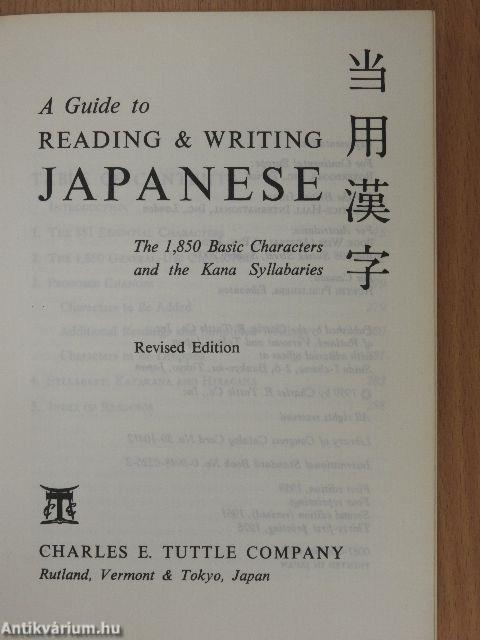 当用漢字
A Guide to
READING & WRITING
JAPANESE
The 1,850 Basic Characters
and the Kana Syllabaries
Revised Edition
CHARLES E. TUTTLE COMPANY
Rutland, Vermont & Tokyo, Japan
Antikvárium.hu